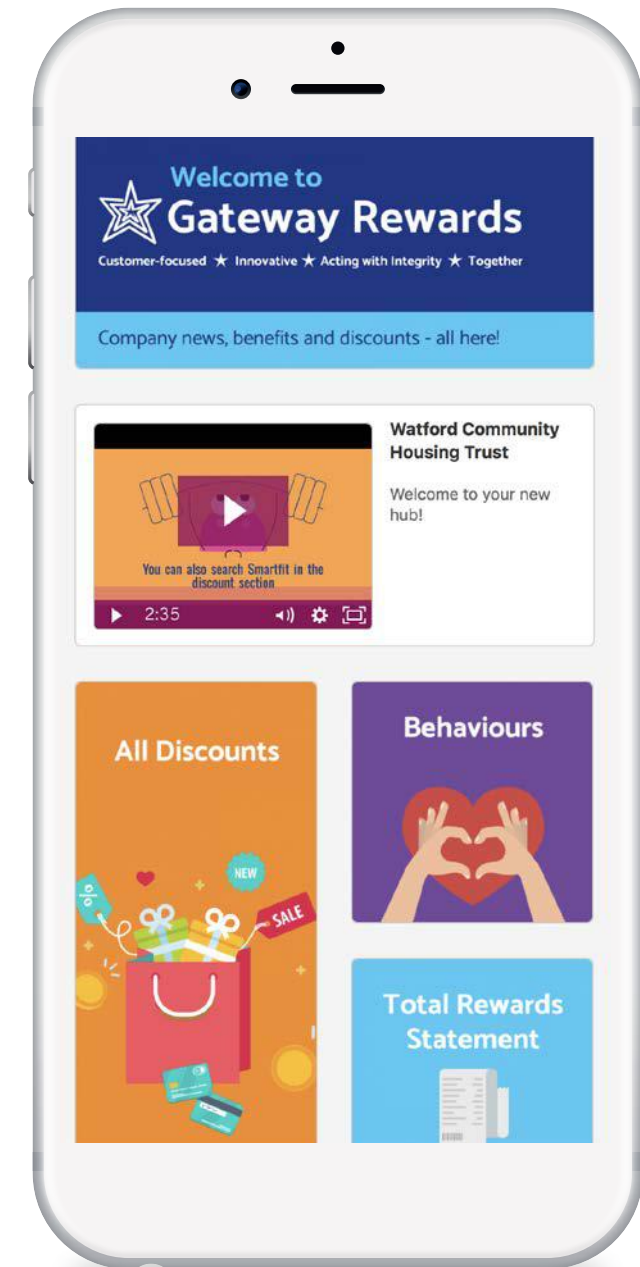 Welcome to
Gateway Rewards
Customer-focused ★ Innovative ★ Acting with Integrity ★ Together
Company news, benefits and discounts - all here!
You can also search Smartfit in the
discount section
2:35
Watford Community
Housing Trust
Welcome to your new
hub!
All Discounts
%
NEW
SALE
Behaviours
Total Rewards
Statement